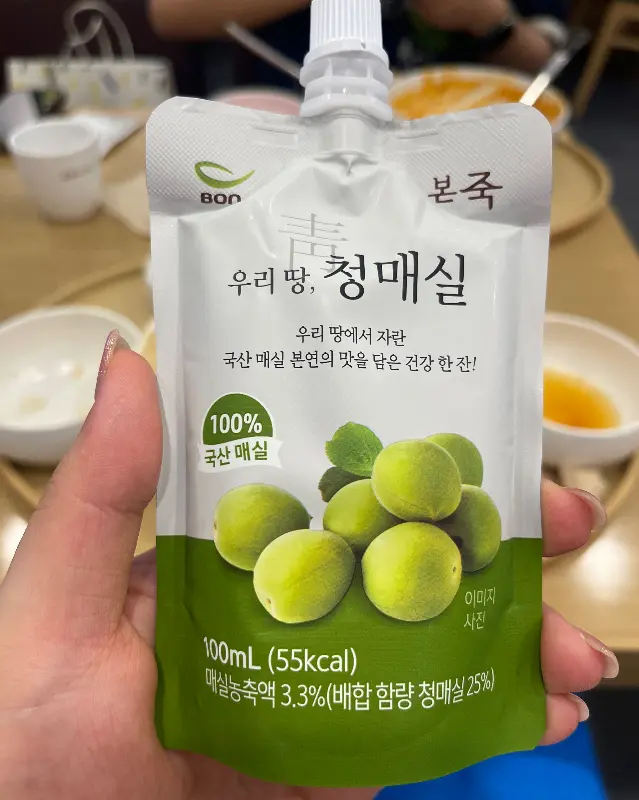 BON
본죽
靑
우리 땅, 청매실
우리 땅에서 자란
국산 매실 본연의 맛을 담은 건강 한 잔!
100%
국산 매실
이미지
사진
100mL (55kcal)
매실농축액 3.3%(배합 함량 청매실 25%)